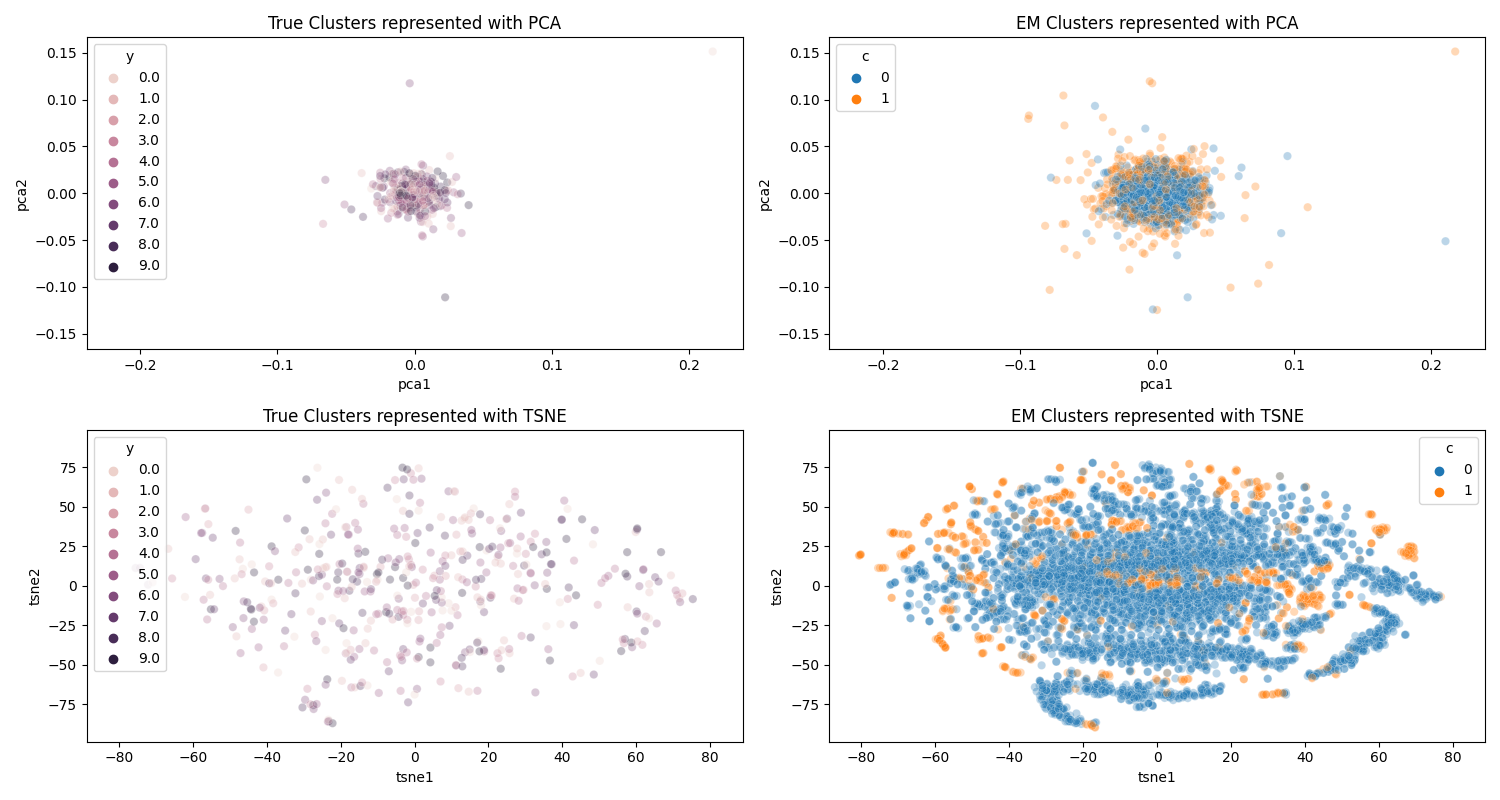 True Clusters represented with PCA
y
0.0
1.0
2.0
3.0
4.0
5.0
6.0
7.0
8.0
9.0
0.15
0.10
0.05
0.00
−0.05
−0.10
−0.15
pca2
−0.2 −0.1 0.0 0.1 0.2
pca1
EM Clusters represented with PCA
c
0
1
0.15
0.10
0.05
0.00
−0.05
−0.10
−0.15
pca2
−0.2 −0.1 0.0 0.1 0.2
pca1
True Clusters represented with TSNE
y
0.0
1.0
2.0
3.0
4.0
5.0
6.0
7.0
8.0
9.0
75
50
25
0
−25
−50
−75
tsne2
−80 −60 −40 −20 0 20 40 60 80
tsne1
EM Clusters represented with TSNE
c
0
1
75
50
25
0
−25
−50
−75
tsne2
−80 −60 −40 −20 0 20 40 60 80
tsne1